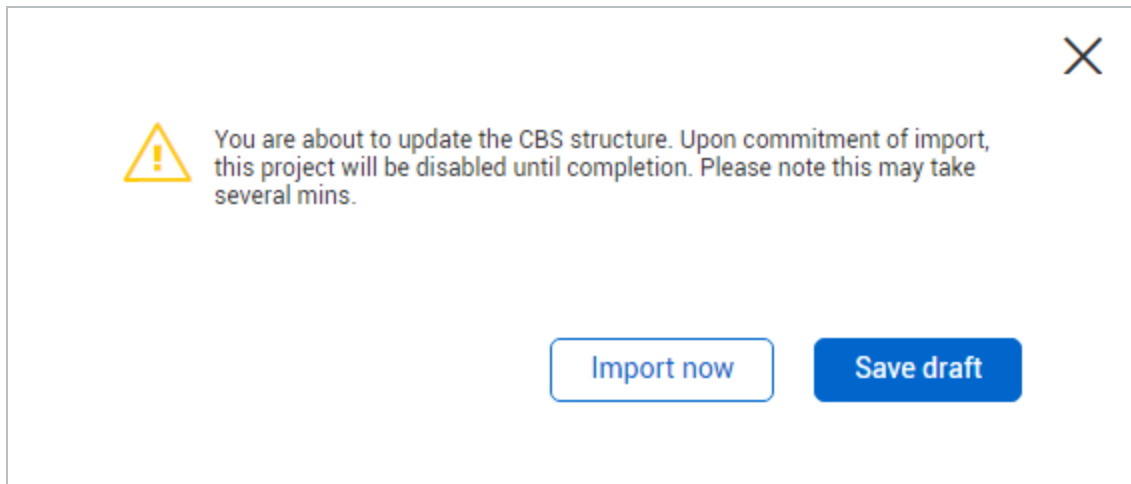 You are about to update the CBS structure. Upon commitment of import,
this project will be disabled until completion. Please note this may take
several mins.
Import now
Save draft